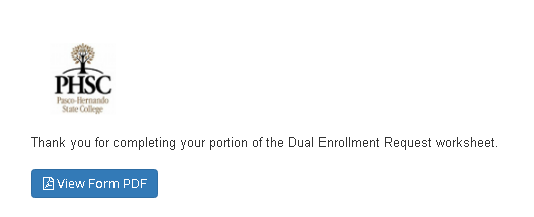 PHSC
Pasco-Hernando
State College
Thank you for completing your portion of the Dual Enrollment Request worksheet.
View Form PDF